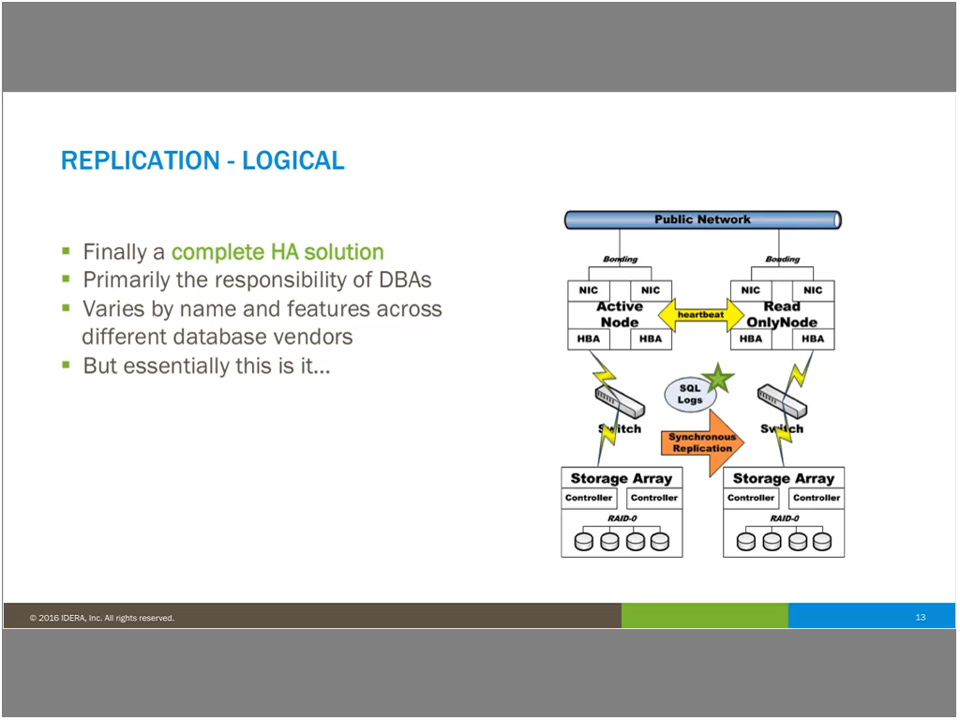 REPLICATION - LOGICAL
▪ Finally a complete HA solution
▪ Primarily the responsibility of DBAs
▪ Varies by name and features across
different database vendors
▪ But essentially this is it...
Public Network
Bonding
Bonding
NIC
NIC
NIC
NIC
Active
Node
heartbeat
Read
OnlyNode
HBA
HBA
HBA
HBA
SQL
Logs
Switch
Switch
Synchronous
Replication
Storage Array
Storage Array
Controller
Controller
Controller
Controller
RAID-0
RAID-0
© 2016 IDERA, Inc. All rights reserved.
13